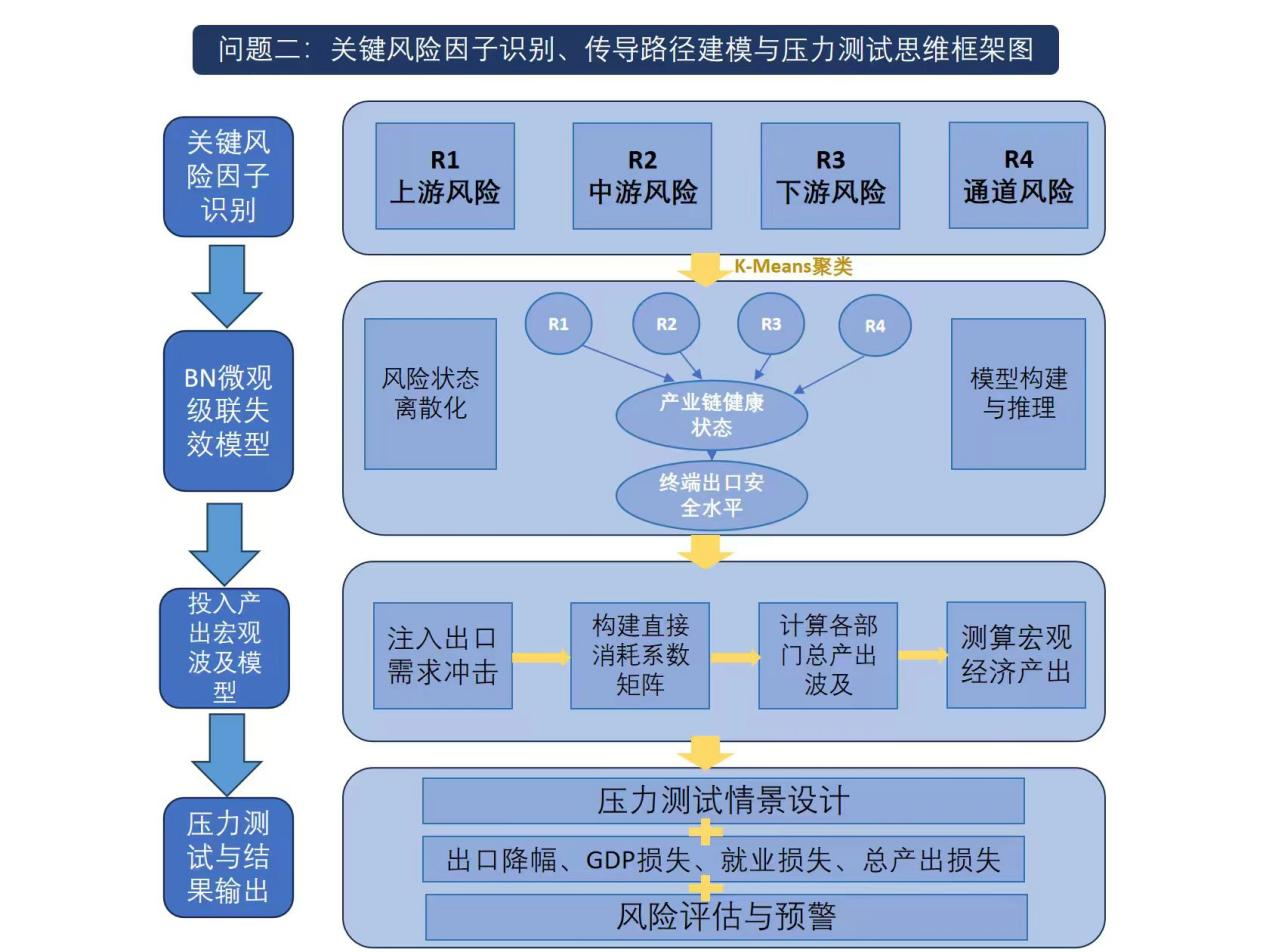 问题二：关键风险因子识别、传导路径建模与压力测试思维框架图
关键风
险因子
识别
R1
上游风险
R2
中游风险
R3
下游风险
R4
通道风险
K-Means聚类
BN微观
级联失
效模型
风险状态
离散化
R1
R2
R3
R4
产业链健康
状态
终端出口安
全水平
模型构建
与推理
投入产
出宏观
波及模
型
注入出口
需求冲击
构建直接
消耗系数
矩阵
计算各部
门总产出
波及
测算宏观
经济产出
压力测
试与结
果输出
压力测试情景设计
出口降幅、GDP损失、就业损失、总产出损失
风险评估与预警